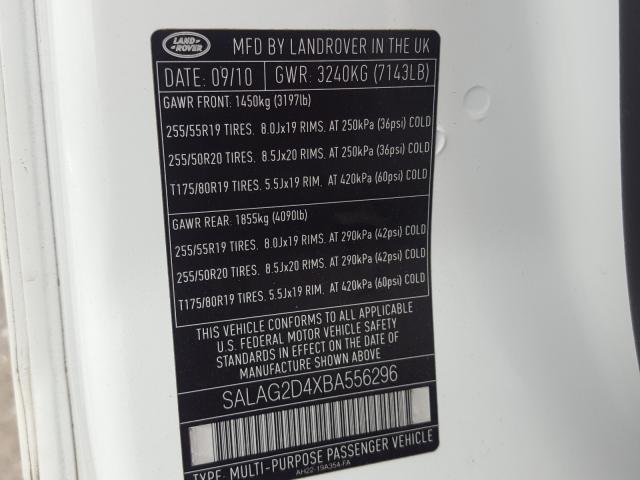 LAND
ROVER
MFD BY LANDROVER IN THE UK
DATE: 09/10 GWR: 3240KG (7143LB)
GAWR FRONT: 1450kg (3197lb)
255/55R19 TIRES. 8.0Jx19 RIMS. AT 250kPa (36psi) COLD
255/50R20 TIRES. 8.5Jx20 RIMS. AT 250kPa (36psi) COLD
T175/80R19 TIRES. 5.5Jx19 RIM. AT 420kPa (60psi) COLD
GAWR REAR: 1855kg (4090lb)
255/55R19 TIRES. 8.0Jx19 RIMS. AT 290kPa (42psi) COLD
255/50R20 TIRES. 8.5Jx20 RIMS. AT 290kPa (42psi) COLD
T175/80R19 TIRES. 5.5Jx19 RIM. AT 420kPa (60psi) COLD
THIS VEHICLE CONFORMS TO ALL APPLICABLE
U.S. FEDERAL MOTOR VEHICLE SAFETY
STANDARDS IN EFFECT ON THE DATE OF
MANUFACTURE SHOWN ABOVE.
SALAG2D4XBA556296
TYPE: MULTI-PURPOSE PASSENGER VEHICLE
AH22-19A354-FA